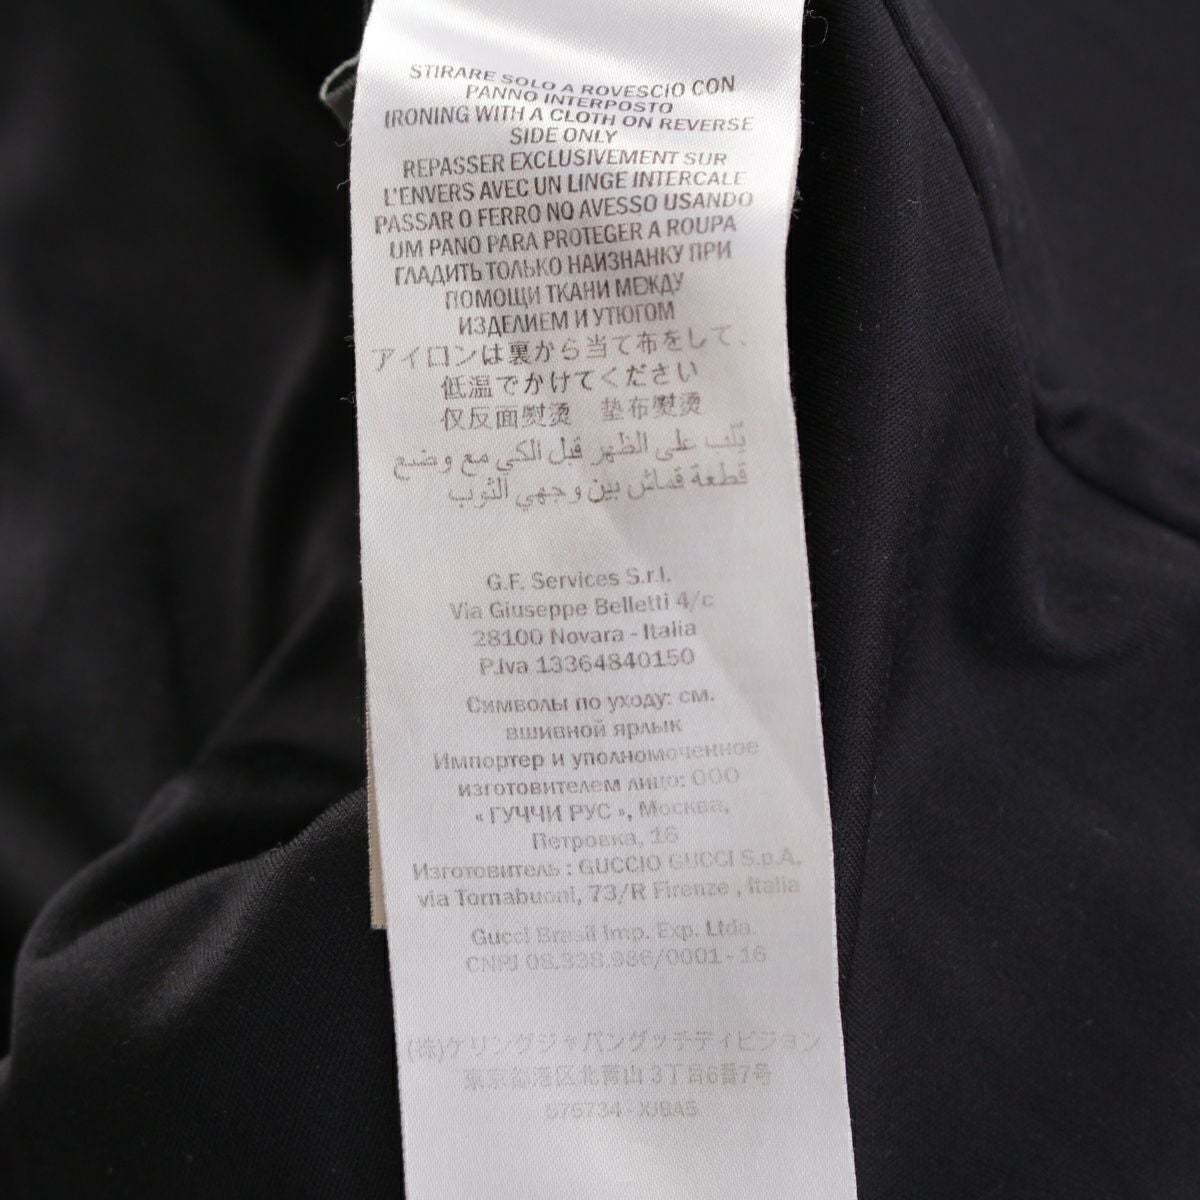 STIRARE SOLO A ROVESCIO CON
PANNO INTERPOSTO
IRONING WITH A CLOTH ON REVERSE
SIDE ONLY
REPASSER EXCLUSIVEMENT SUR
L'ENVERS AVEC UN LINGE INTERCALE
PASSAR O FERRO NO AVESSO USANDO
UM PANO PARA PROTEGER A ROUPA
ГЛАДИТЬ ТОЛЬКО НАИЗНАНКУ ПРИ
ПОМОЩИ ТКАНИ МЕЖДУ
ИЗДЕЛИЕМ И УТЮГОМ
アイロンは裏から当て布をして、
低温でかけてください
仅反面熨烫 垫布熨烫
يقلب على الظهر قبل الكي مع وضع
قطعة قماش بين وجهي الثوب
G.F. Services S.r.l.
Via Giuseppe Belletti 4/c
28100 Novara - Italia
P.Iva 13364840150
Символы по уходу: см.
вшивной ярлык
Импортер и уполномоченное
изготовителем лицо: ООО
« ГУЧЧИ РУС », Москва,
Петровка, 16
Изготовитель : GUCCIO GUCCI S.p.A.
via Tornabuoni, 73/R Firenze , Italia
Gucci Brasil Imp. Exp. Ltda.
CNPJ 08.338.986/0001 - 16
(株)ケリングジャパングッチディビジョン
東京都港区北青山3丁目6番7号
575734 - XJBA5